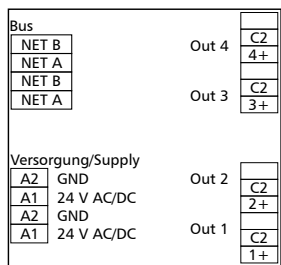 Bus
NET B
NET A
NET B
NET A
Out 4
C2
4+
Out 3
C2
3+
Versorgung/Supply
A2 GND
A1 24 V AC/DC
A2 GND
A1 24 V AC/DC
Out 2
C2
2+
Out 1
C2
1+